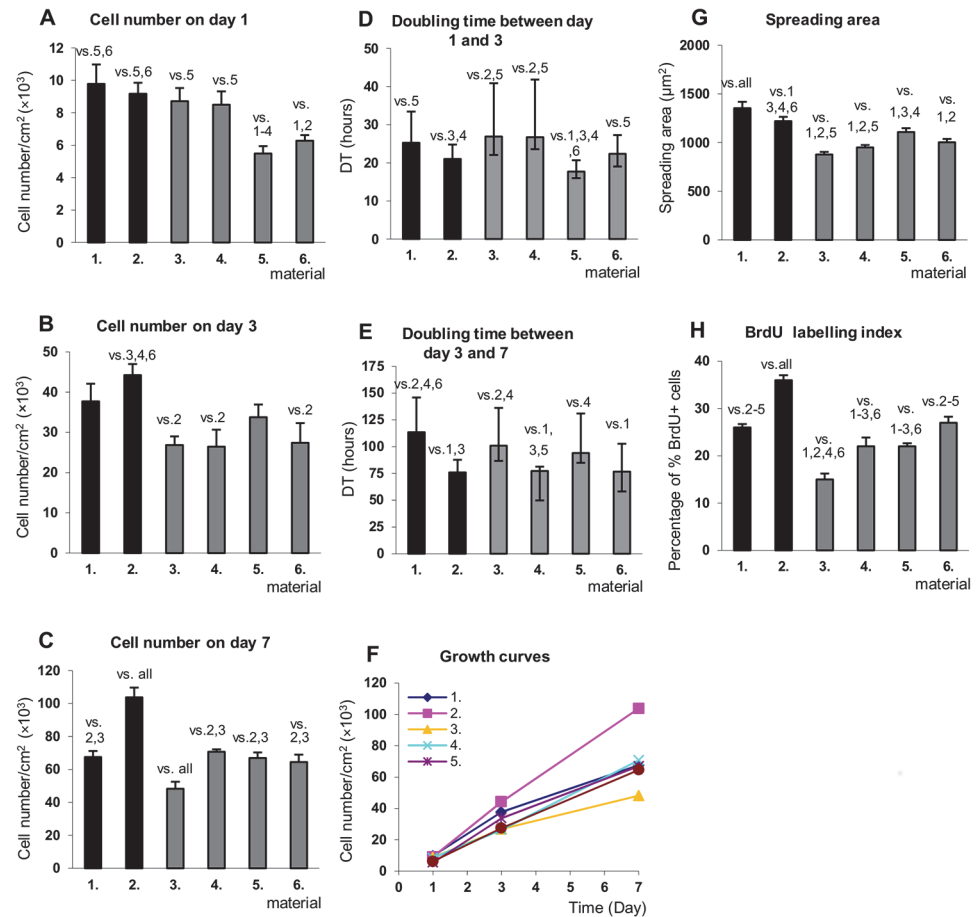 A
Cell number on day 1
Cell number/cm² (×10³)
12
10
8
6
4
2
0
vs.5,6
vs.5,6
vs.5
vs.5
vs.
1-4
vs.
1,2
1.
2.
3.
4.
5.
6.
material
B
Cell number on day 3
Cell number/cm² (×10³)
50
40
30
20
10
0
vs.3,4,6
vs.2
vs.2
vs.2
1.
2.
3.
4.
5.
6.
material
C
Cell number on day 7
Cell number/cm² (×10³)
120
100
80
60
40
20
0
vs.
2,3
vs. all
vs. all
vs.2,3
vs.2,3
vs.
2,3
1.
2.
3.
4.
5.
6.
material
D
Doubling time between day
1 and 3
DT (hours)
50
40
30
20
10
0
vs.5
vs.3,4
vs.2,5
vs.2,5
vs.1,3,4
,6
vs.5
1.
2.
3.
4.
5.
6.
material
E
Doubling time between
day 3 and 7
DT (hours)
175
150
125
100
75
50
25
0
vs.2,4,6
vs.1,3
vs.2,4
vs.1,
3,5
vs.4
vs.1
1.
2.
3.
4.
5.
6.
material
F
Growth curves
Cell number/cm² (×10³)
120
100
80
60
40
20
0
1.
2.
3.
4.
5.
0
1
2
3
4
5
6
7
Time (Day)
G
Spreading area
Spreading area (µm²)
2000
1500
1000
500
0
vs.all
vs.1
3,4,6
vs.
1,2,5
vs.
1,2,5
vs.
1,3,4
vs.
1,2
1.
2.
3.
4.
5.
6.
material
H
BrdU labelling index
Percentage of % BrdU+ cells
40
30
20
10
0
vs.2-5
vs.all
vs.
1,2,4,6
vs.
1-3,6
vs.
1-3,6
vs.2-5
1.
2.
3.
4.
5.
6.
material